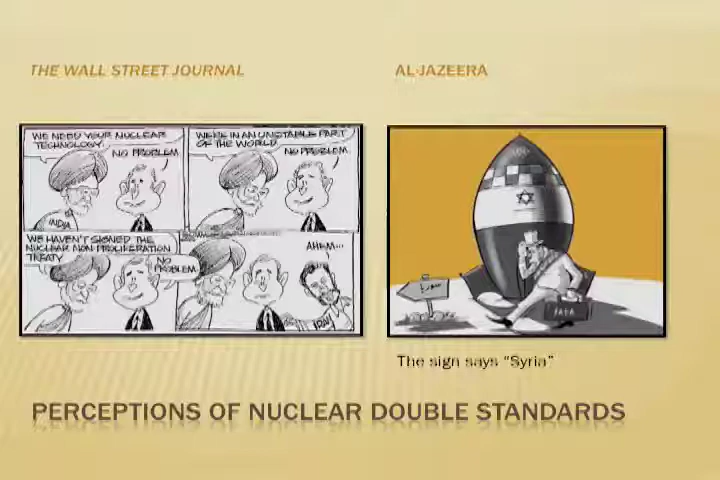 THE WALL STREET JOURNAL
AL-JAZEERA
WE NEED YOUR NUCLEAR
TECHNOLOGY.
NO PROBLEM
INDIA
WE'RE IN AN UNSTABLE PART
OF THE WORLD
NO PROBLEM
WE HAVEN'T SIGNED THE
NUCLEAR NON-PROLIFERATION
TREATY
NO
PROBLEM
AHEM...
IRAN
The sign says "Syria"
PERCEPTIONS OF NUCLEAR DOUBLE STANDARDS